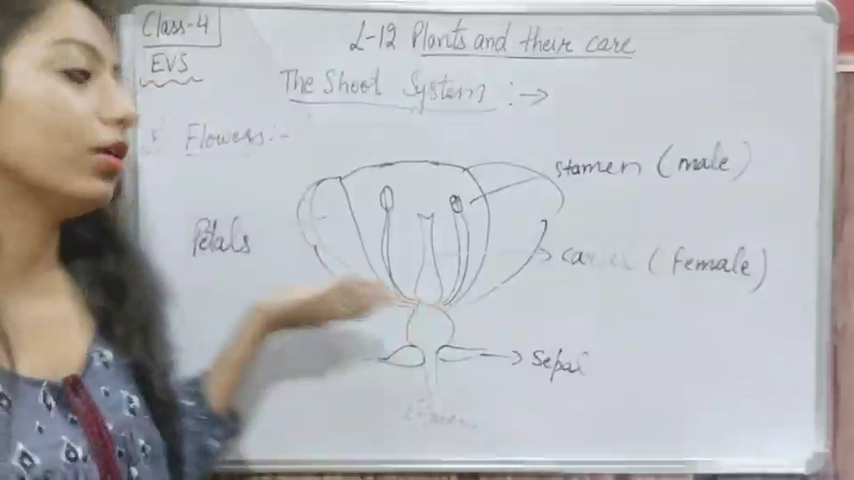 Class-4
EVS
L-12 Plants and their care
The Shoot System :→
Flowers:-
stamen (male)
Petals
(female)
Sepal